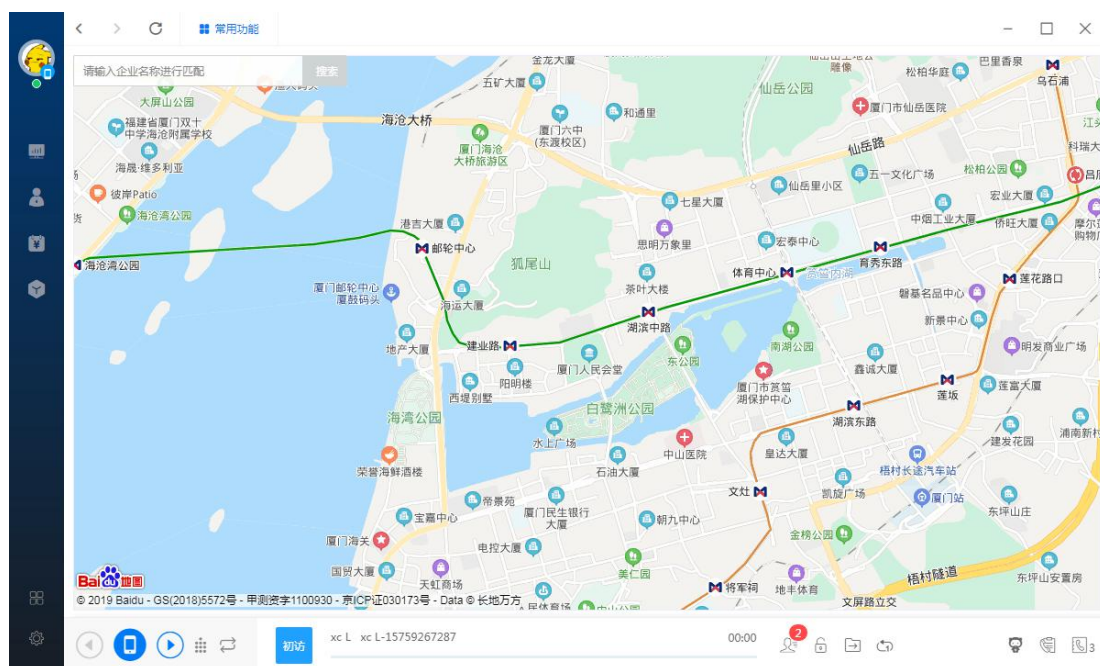 常用功能
请输入企业名称进行匹配
搜索
金龙大厦
五矿大厦
和通里
仙岳公园
雕像
松柏华庭
巴里香泉
乌石浦
大屏山公园
福建省厦门双十
中学海沧附属学校
海沧大桥
厦门海沧
大桥旅游区
厦门六中
(东渡校区)
厦门市仙岳医院
仙岳路
科瑞大
海晟·维多利亚
彼岸Patio
海沧湾公园
仙岳里小区
五一文化广场
松柏公园
宏业大厦
七星大厦
中烟工业大厦
侨旺大厦
港吉大厦
邮轮中心
思明万象里
宏泰中心
育秀东路
海沧湾公园
狐尾山
体育中心
莲花路口
厦门邮轮中心
厦鼓码头
茶叶大楼
磐基名品中心
海运大厦
湖滨中路
新景中心
地产大厦
建业路
南湖公园
明发商业广场
阳明楼
厦门人民会堂
东公园
鑫诚大厦
西堤别墅
厦门市筼筜
湖保护中心
莲坂
莲富大厦
海湾公园
白鹭洲公园
湖滨东路
水上广场
建发花园
浦南新村
中山医院
皇达大厦
荣誉海鲜酒楼
石油大厦
梧村长途汽车站
文灶
凯旋广场
厦门站
帝景苑
厦门民生银行
大厦
东坪山庄
宝嘉中心
朝九中心
厦门海关
金榜公园
电控大厦
国贸大厦
天虹商场
美仁园
将军祠
地丰体育
梧村隧道
东坪山安置房
文屏路立交
Bai 地图
© 2019 Baidu - GS(2018)5572号 - 甲测资字1100930 - 京ICP证030173号 - Data © 长地万方
初访
xc L xc L-15759267287
00:00
2
3